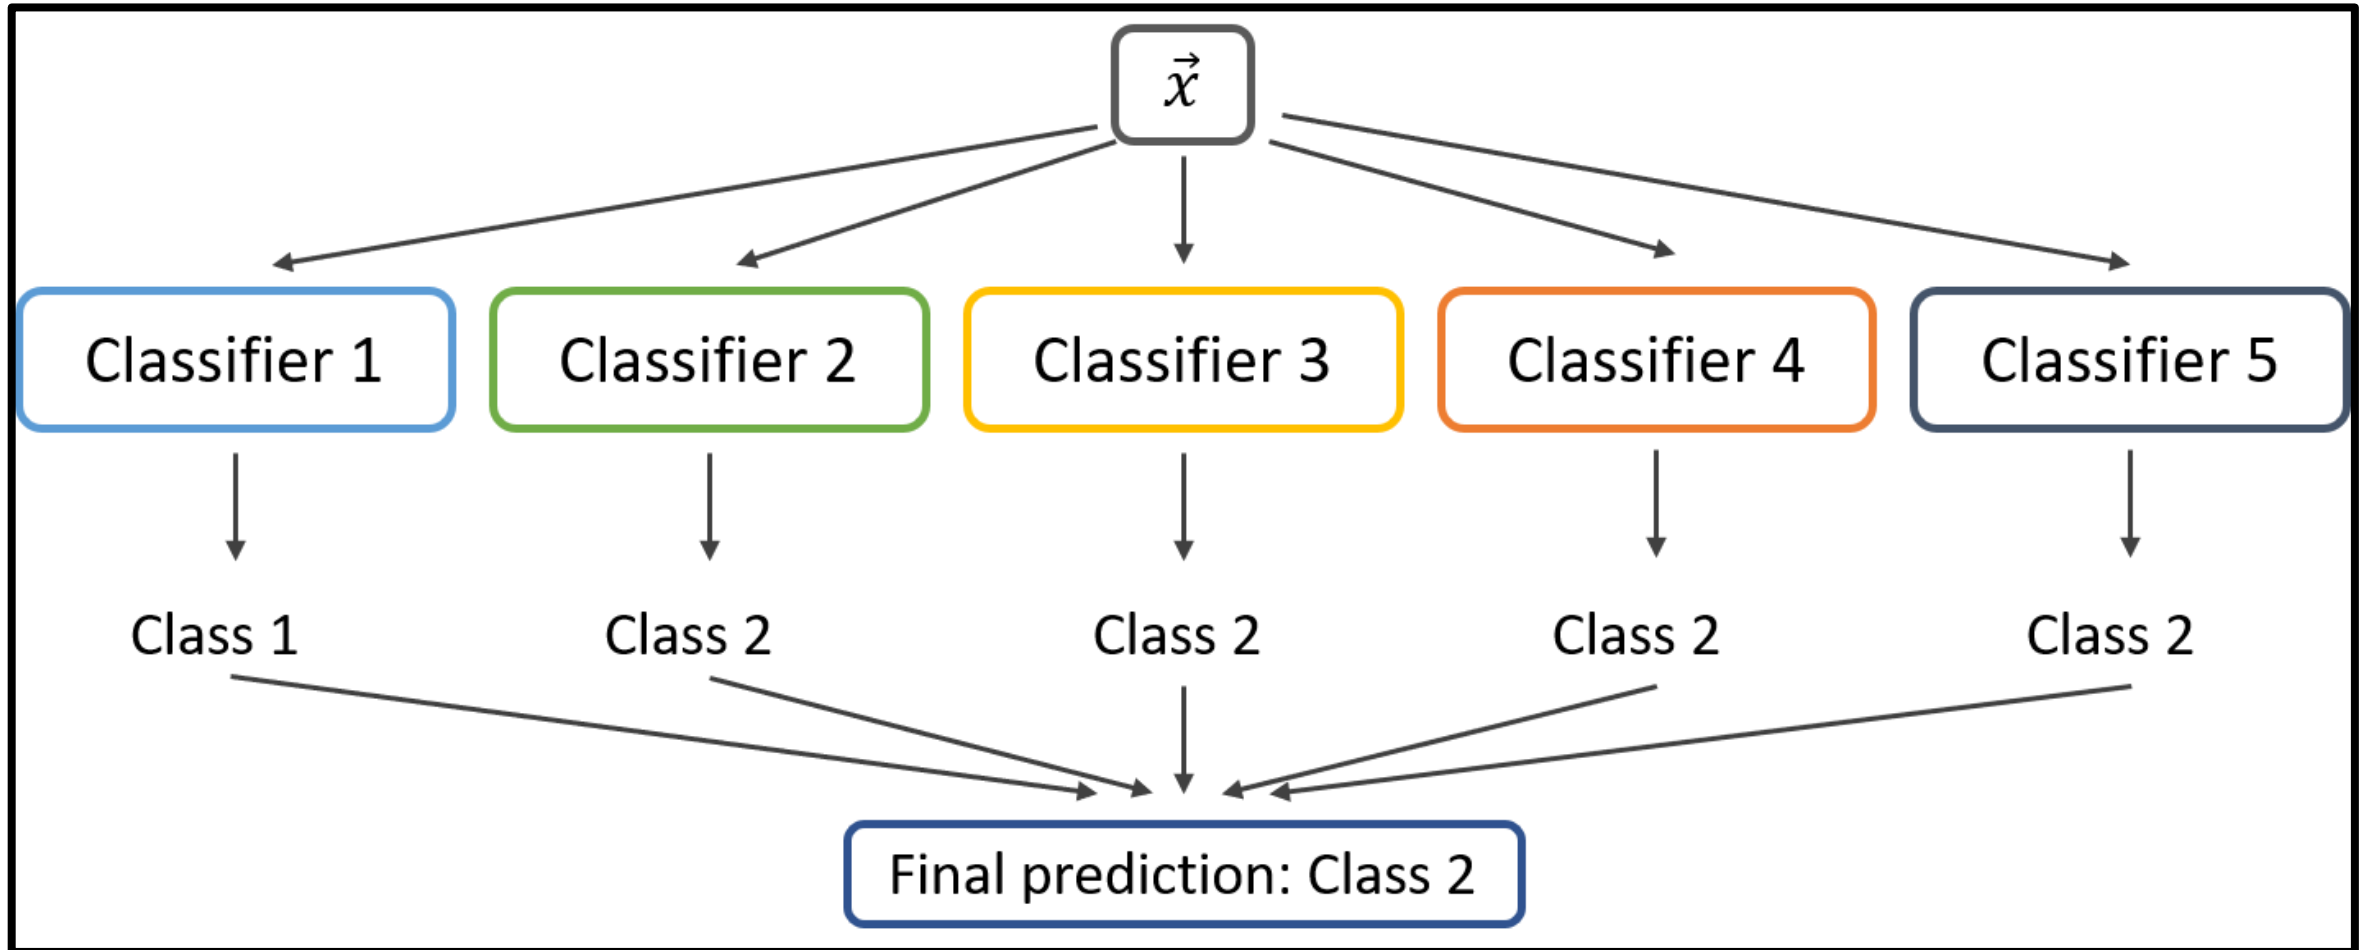 x⃗
Classifier 1
Classifier 2
Classifier 3
Classifier 4
Classifier 5
Class 1
Class 2
Class 2
Class 2
Class 2
Final prediction: Class 2